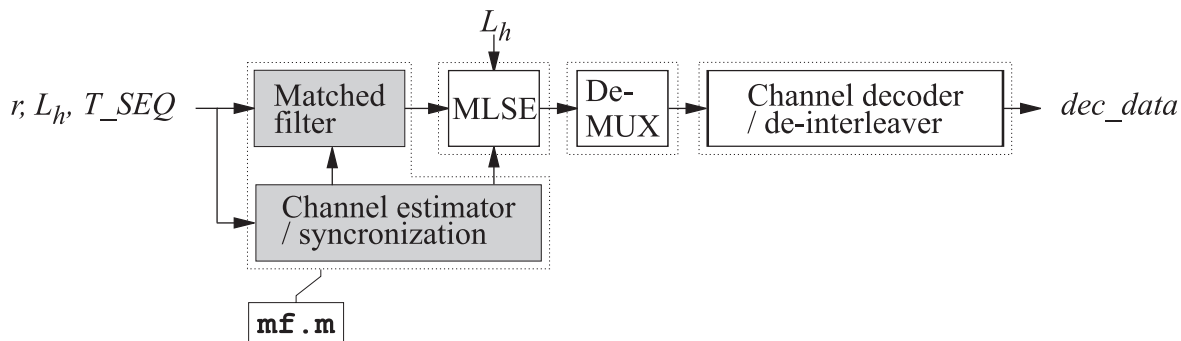 L_h
r, L_h, T_SEQ
Matched
filter
MLSE
De-
MUX
Channel decoder
/ de-interleaver
dec_data
Channel estimator
/ syncronization
mf.m